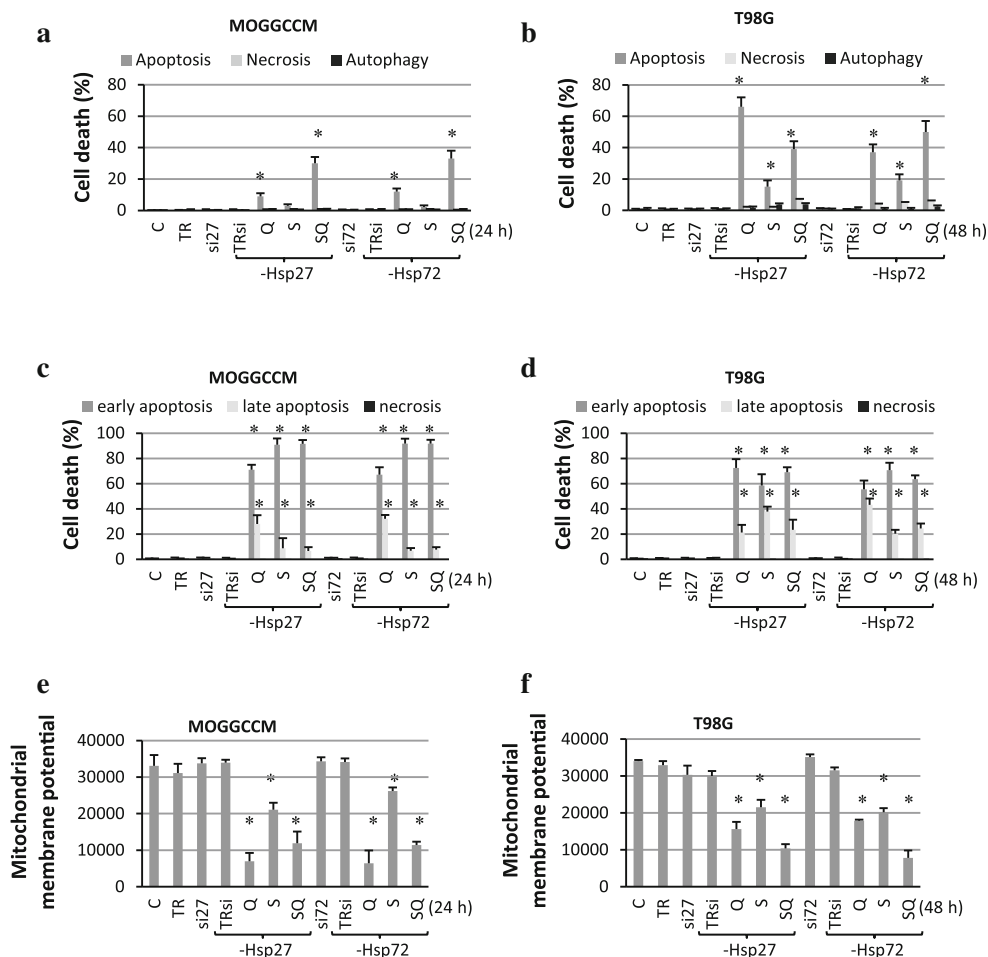 a
MOGGCCM
Apoptosis Necrosis Autophagy
Cell death (%)
80
60
40
20
0
C TR si27 TRsi Q S SQ si72 TRsi Q S SQ (24 h)
-Hsp27 -Hsp72
b
T98G
Apoptosis Necrosis Autophagy
Cell death (%)
80
60
40
20
0
C TR si27 TRsi Q S SQ si72 TRsi Q S SQ (48 h)
-Hsp27 -Hsp72
* * * *
* * * * * *
c
MOGGCCM
early apoptosis late apoptosis necrosis
Cell death (%)
100
80
60
40
20
0
* * * * * *
* * * * * *
C TR si27 TRsi Q S SQ si72 TRsi Q S SQ (24 h)
-Hsp27 -Hsp72
d
T98G
early apoptosis late apoptosis necrosis
Cell death (%)
100
80
60
40
20
0
* * * * * *
* * * * * *
C TR si27 TRsi Q S SQ si72 TRsi Q S SQ (48 h)
-Hsp27 -Hsp72
e
MOGGCCM
Mitochondrial
membrane potential
40000
30000
20000
10000
0
* * * * * *
C TR si27 TRsi Q S SQ si72 TRsi Q S SQ (24 h)
-Hsp27 -Hsp72
f
T98G
Mitochondrial
membrane potential
40000
30000
20000
10000
0
* * * * * *
C TR si27 TRsi Q S SQ si72 TRsi Q S SQ (48 h)
-Hsp27 -Hsp72